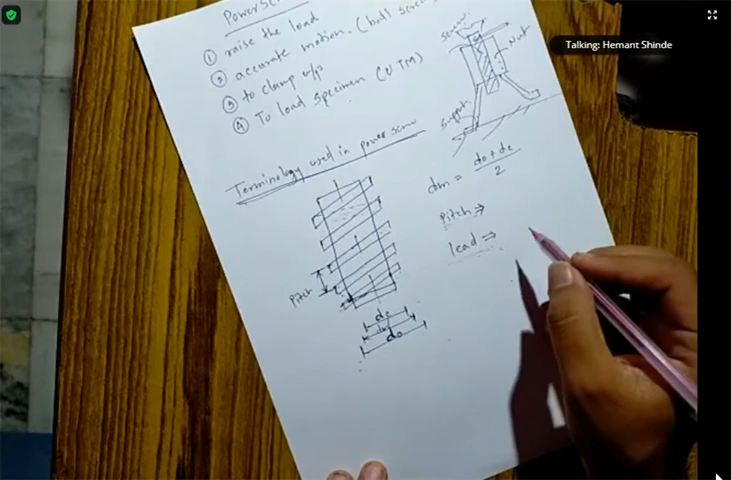 Power Sc
① raise the load
② accurate motion. (ball screw
③ to clamp w/p
④ To load specimen (UTM)
Screw
Nut
Support
Terminology used in power screw
dm = do + dc
2
Pitch ⇒
lead ⇒
Pitch
dc
dm
do
Talking: Hemant Shinde